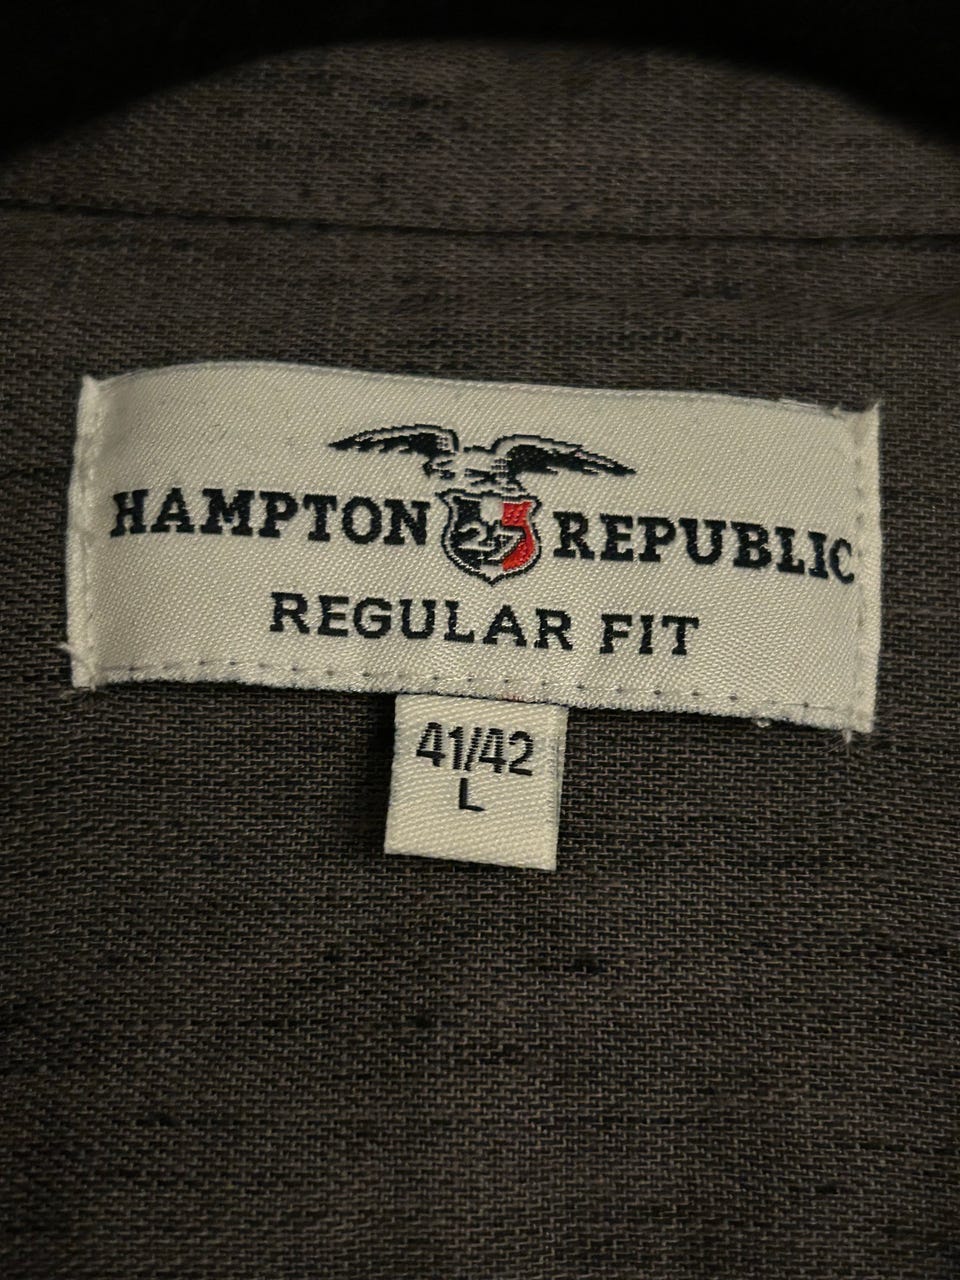 HAMPTON 27 REPUBLIC
REGULAR FIT
41/42
L